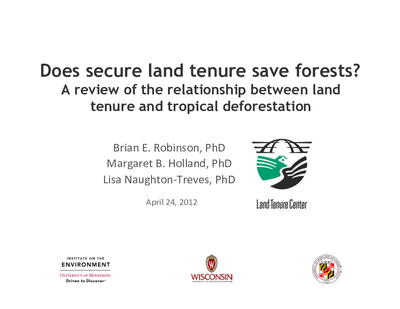 Does secure land tenure save forests?
A review of the relationship between land
tenure and tropical deforestation
Brian E. Robinson, PhD
Margaret B. Holland, PhD
Lisa Naughton-Treves, PhD
April 24, 2012
Land Tenure Center
INSTITUTE ON THE
ENVIRONMENT
UNIVERSITY OF MINNESOTA
Driven to Discover™
WISCONSIN